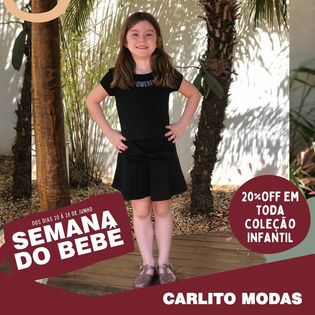 DOS DIAS 20 À 28 DE JUNHO
SEMANA
DO BEBÊ
20%OFF EM
TODA
COLEÇÃO
INFANTIL
CARLITO MODAS